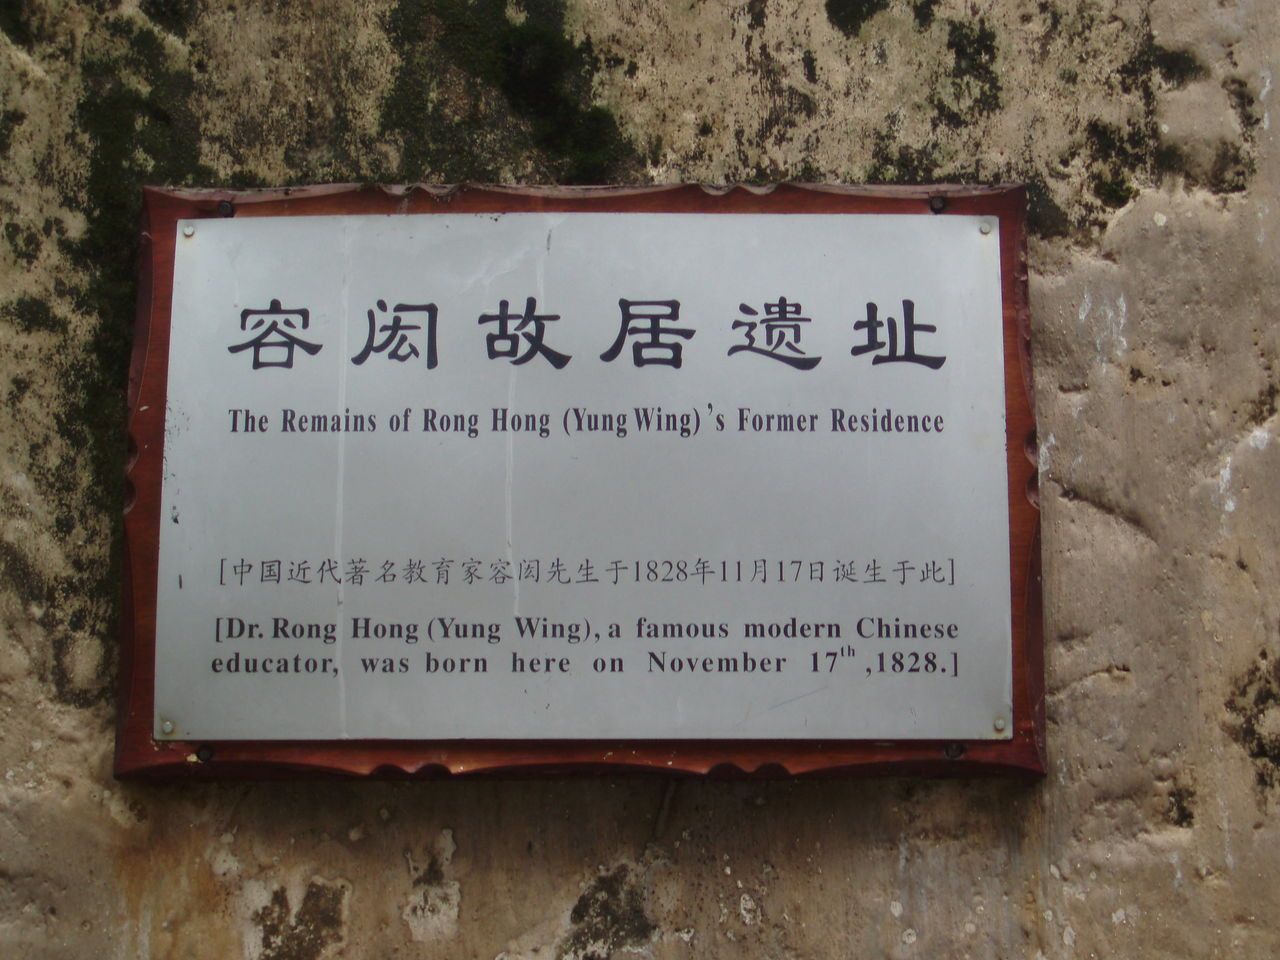 容闳故居遗址
The Remains of Rong Hong (Yung Wing)'s Former Residence
[中国近代著名教育家容闳先生于1828年11月17日诞生于此]
[Dr. Rong Hong (Yung Wing), a famous modern Chinese
educator, was born here on November 17th ,1828.]